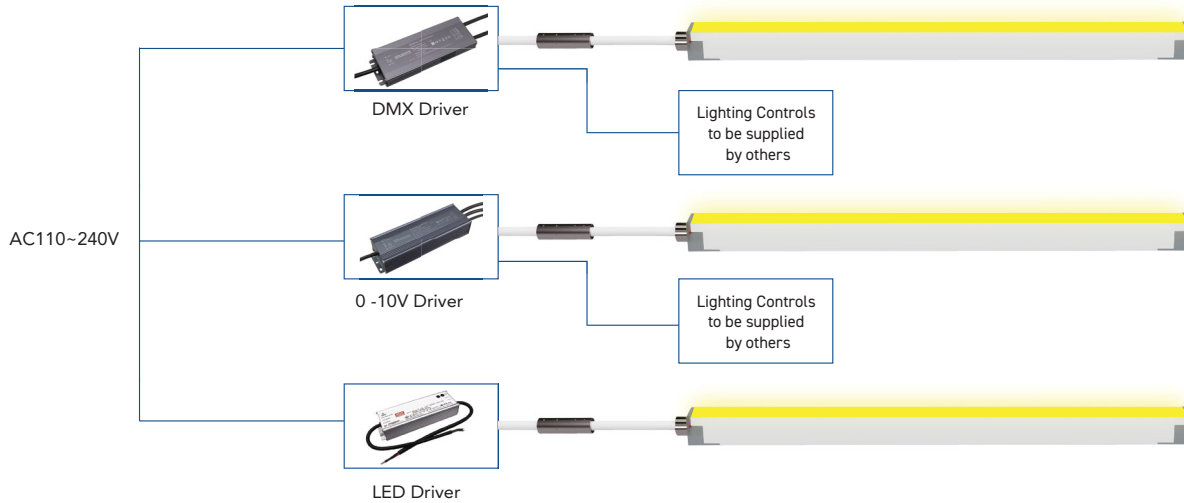 DMX Driver
Lighting Controls
to be supplied
by others
AC110~240V
0 -10V Driver
Lighting Controls
to be supplied
by others
LED Driver